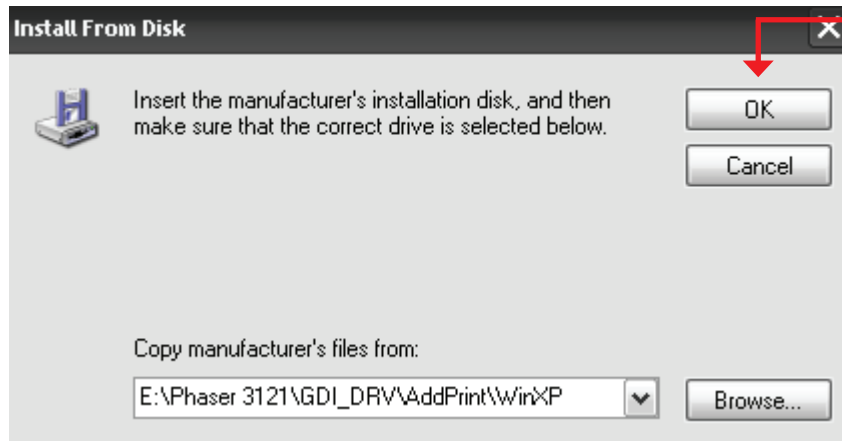 Install From Disk
Insert the manufacturer's installation disk, and then
make sure that the correct drive is selected below.
OK
Cancel
Copy manufacturer's files from:
E:\Phaser 3121\GDI_DRV\AddPrint\WinXP
Browse...